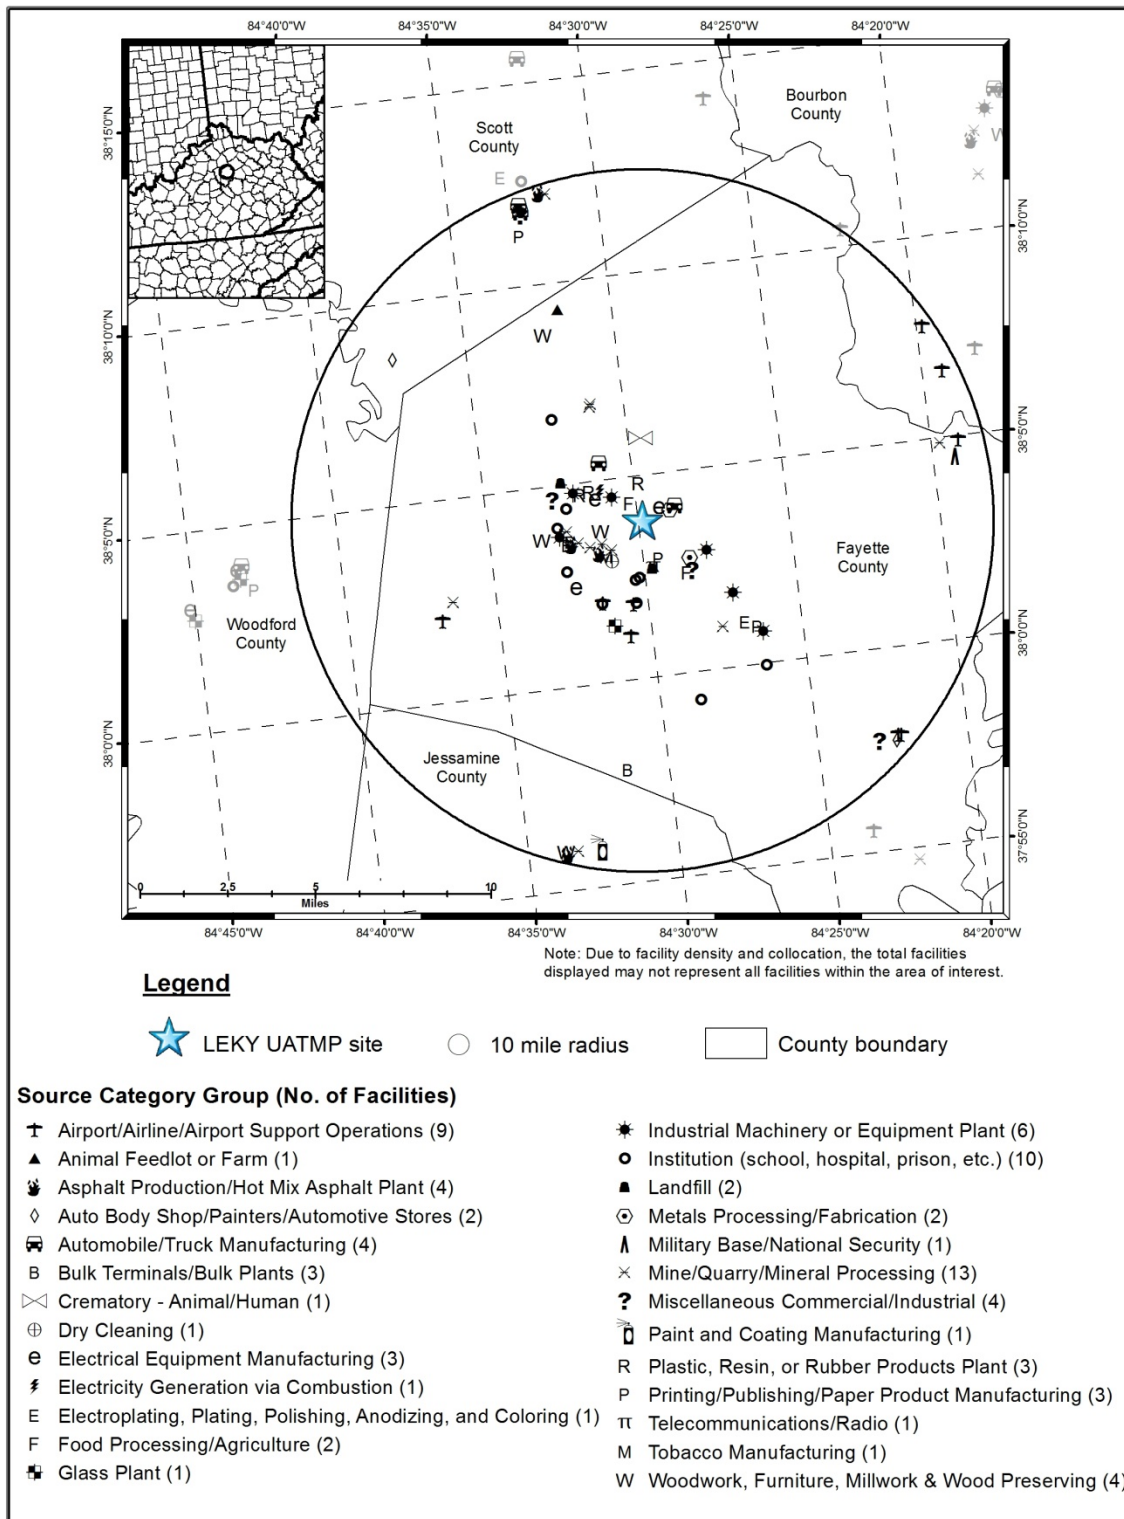 84°40'0"W 84°35'0"W 84°30'0"W 84°25'0"W 84°20'0"W
38°15'0"N
38°10'0"N
38°5'0"N
38°0'0"N
38°10'0"N
38°5'0"N
38°0'0"N
37°55'0"N
Bourbon
County
Scott
County
Fayette
County
Woodford
County
Jessamine
County
0 2.5 5 10
Miles
84°45'0"W 84°40'0"W 84°35'0"W 84°30'0"W 84°25'0"W 84°20'0"W
Note: Due to facility density and collocation, the total facilities
displayed may not represent all facilities within the area of interest.
Legend
LEKY UATMP site
10 mile radius
County boundary
Source Category Group (No. of Facilities)
Airport/Airline/Airport Support Operations (9)
Animal Feedlot or Farm (1)
Asphalt Production/Hot Mix Asphalt Plant (4)
Auto Body Shop/Painters/Automotive Stores (2)
Automobile/Truck Manufacturing (4)
B Bulk Terminals/Bulk Plants (3)
Crematory - Animal/Human (1)
Dry Cleaning (1)
e Electrical Equipment Manufacturing (3)
Electricity Generation via Combustion (1)
E Electroplating, Plating, Polishing, Anodizing, and Coloring (1)
F Food Processing/Agriculture (2)
Glass Plant (1)
Industrial Machinery or Equipment Plant (6)
Institution (school, hospital, prison, etc.) (10)
Landfill (2)
Metals Processing/Fabrication (2)
Military Base/National Security (1)
Mine/Quarry/Mineral Processing (13)
? Miscellaneous Commercial/Industrial (4)
Paint and Coating Manufacturing (1)
R Plastic, Resin, or Rubber Products Plant (3)
P Printing/Publishing/Paper Product Manufacturing (3)
π Telecommunications/Radio (1)
M Tobacco Manufacturing (1)
W Woodwork, Furniture, Millwork & Wood Preserving (4)